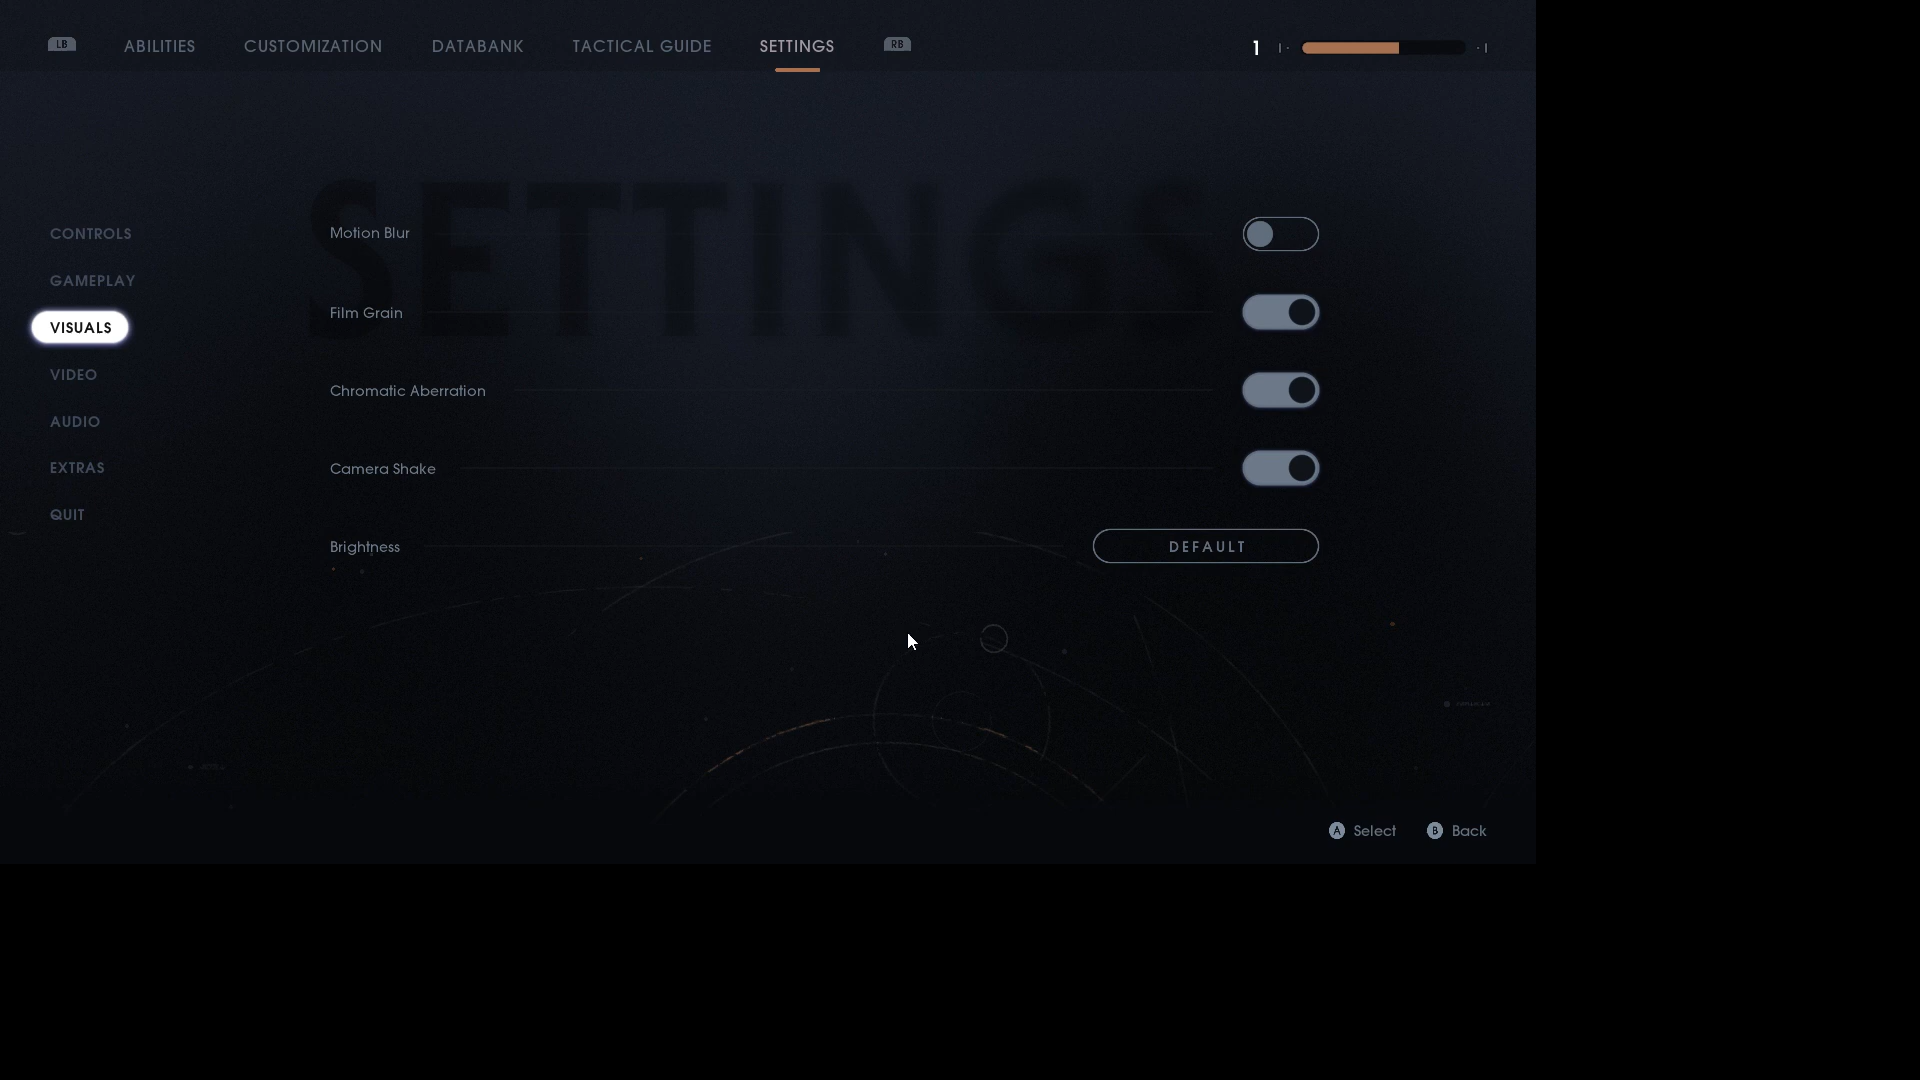 LB ABILITIES CUSTOMIZATION DATABANK TACTICAL GUIDE SETTINGS RB 1
SETTINGS
CONTROLS
GAMEPLAY
VISUALS
VIDEO
AUDIO
EXTRAS
QUIT
Motion Blur
Film Grain
Chromatic Aberration
Camera Shake
Brightness DEFAULT
A Select B Back